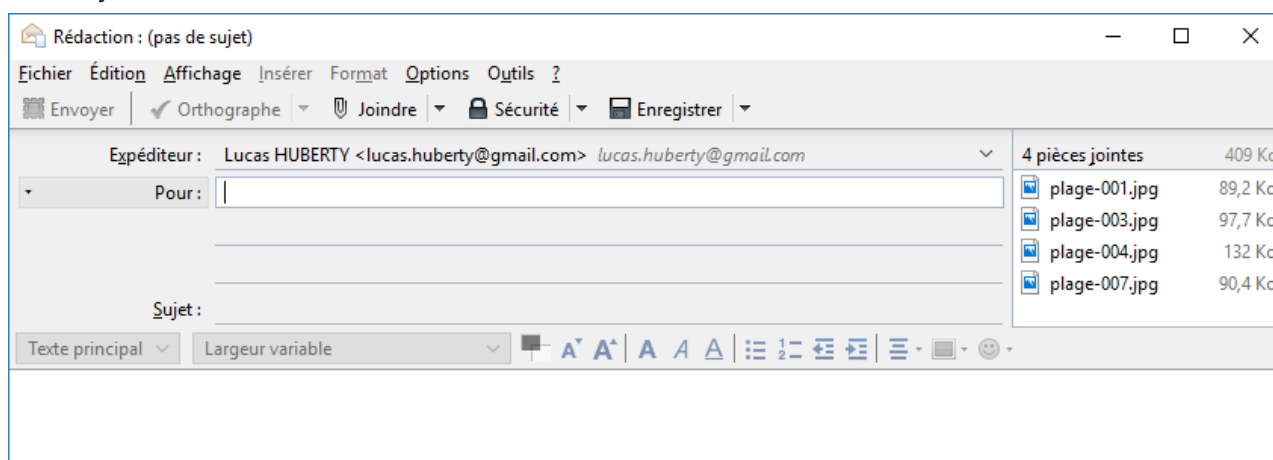 Rédaction : (pas de sujet)
Fichier Édition Affichage Insérer Format Options Outils ?
Envoyer Orthographe Joindre Sécurité Enregistrer
Expéditeur : Lucas HUBERTY <lucas.huberty@gmail.com> lucas.huberty@gmail.com
4 pièces jointes 409 Ko
Pour :
plage-001.jpg 89,2 Ko
plage-003.jpg 97,7 Ko
plage-004.jpg 132 Ko
plage-007.jpg 90,4 Ko
Sujet :
Texte principal Largeur variable